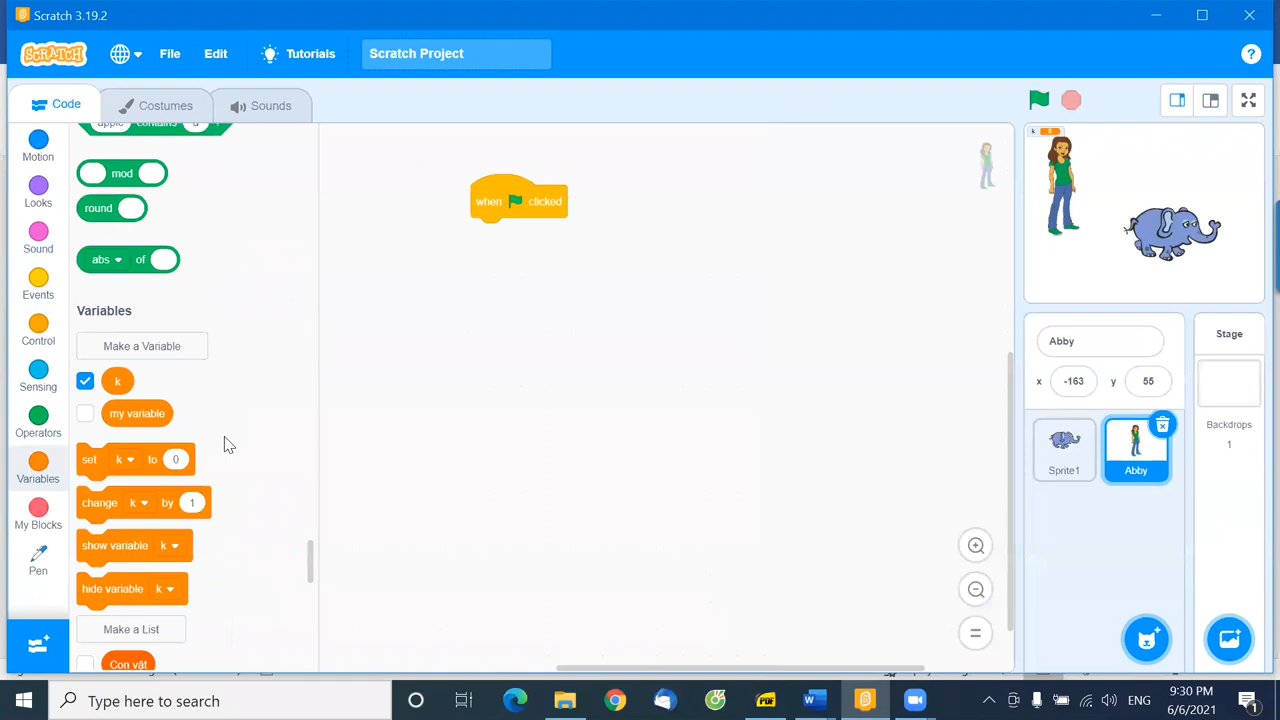 Scratch 3.19.2
SCRATCH
File
Edit
Tutorials
Scratch Project
?
Code
Costumes
Sounds
Motion
Looks
Sound
Events
Control
Sensing
Operators
Variables
My Blocks
Pen
apple contains a ?
mod
round
abs of
Variables
Make a Variable
k
my variable
set k to 0
change k by 1
show variable k
hide variable k
Make a List
Con vật
when clicked
k
Abby
x -163 y 55
Sprite1
Abby
Stage
Backdrops
1
Type here to search
ENG
9:30 PM
6/6/2021
1